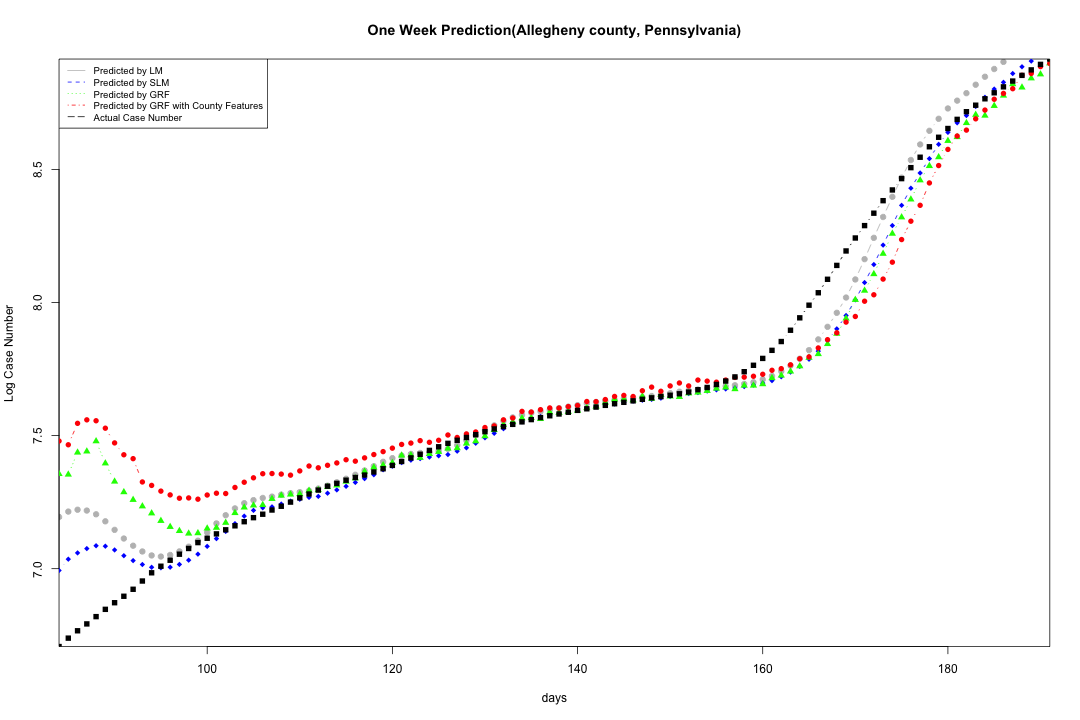 One Week Prediction(Allegheny county, Pennsylvania)
Predicted by LM
Predicted by SLM
Predicted by GRF
Predicted by GRF with County Features
Actual Case Number
Log Case Number
8.5
8.0
7.5
7.0
100
120
140
160
180
days